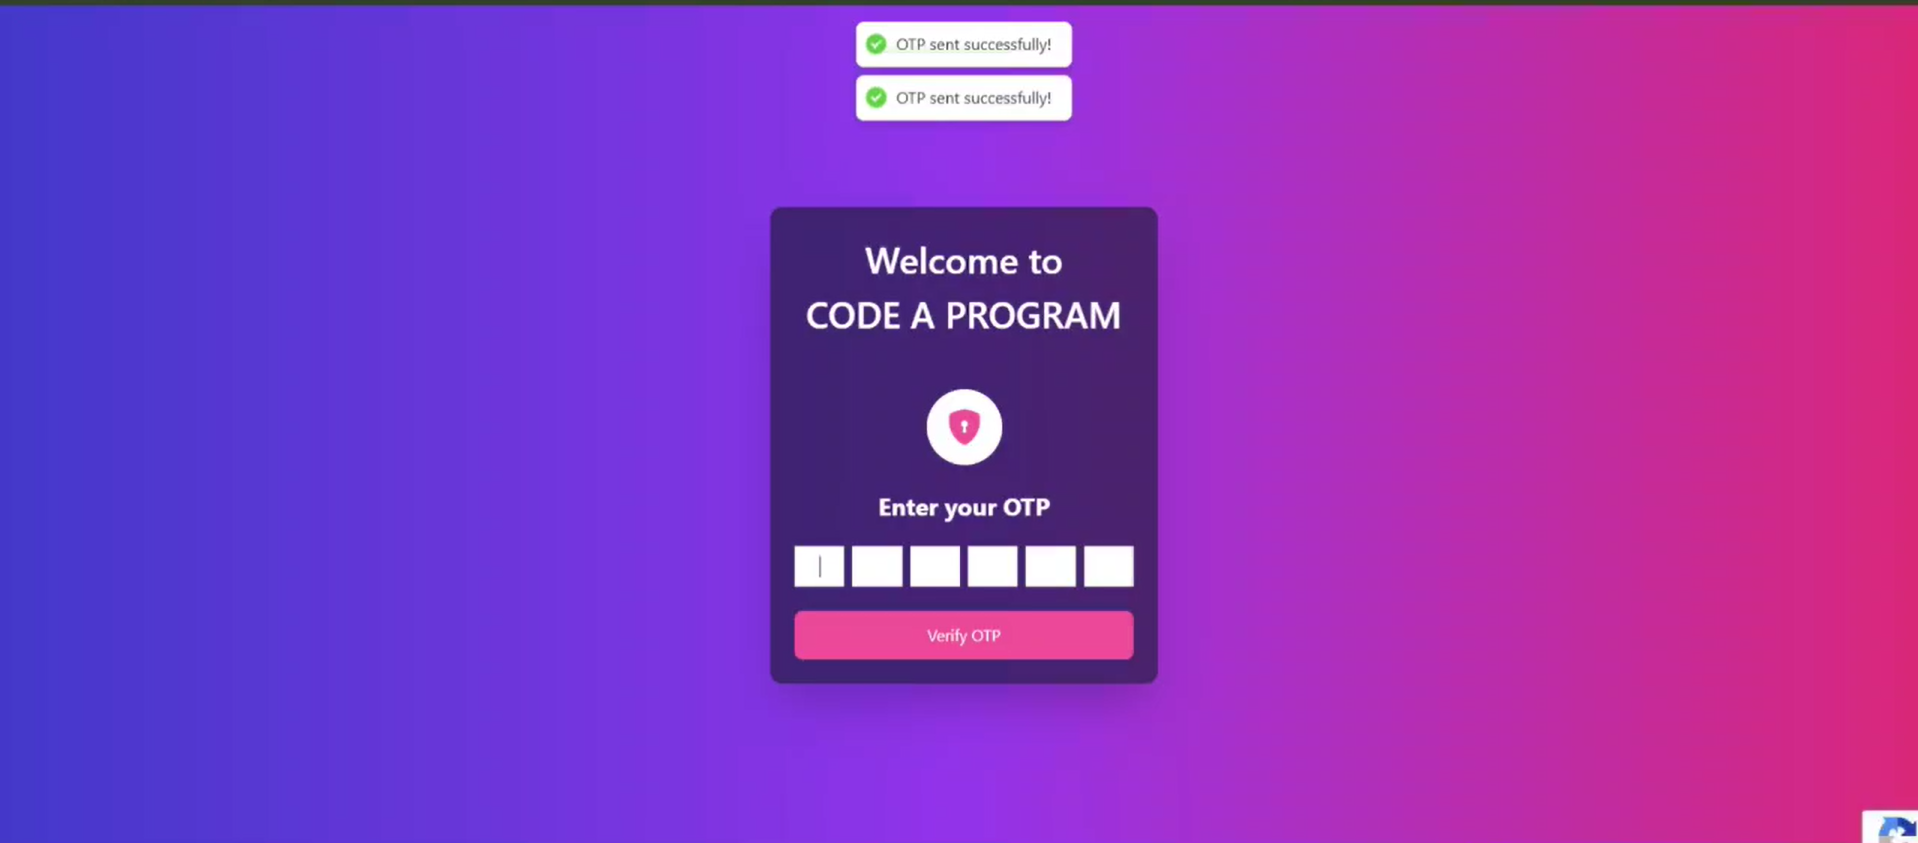 OTP sent successfully!
OTP sent successfully!
Welcome to
CODE A PROGRAM
Enter your OTP
Verify OTP